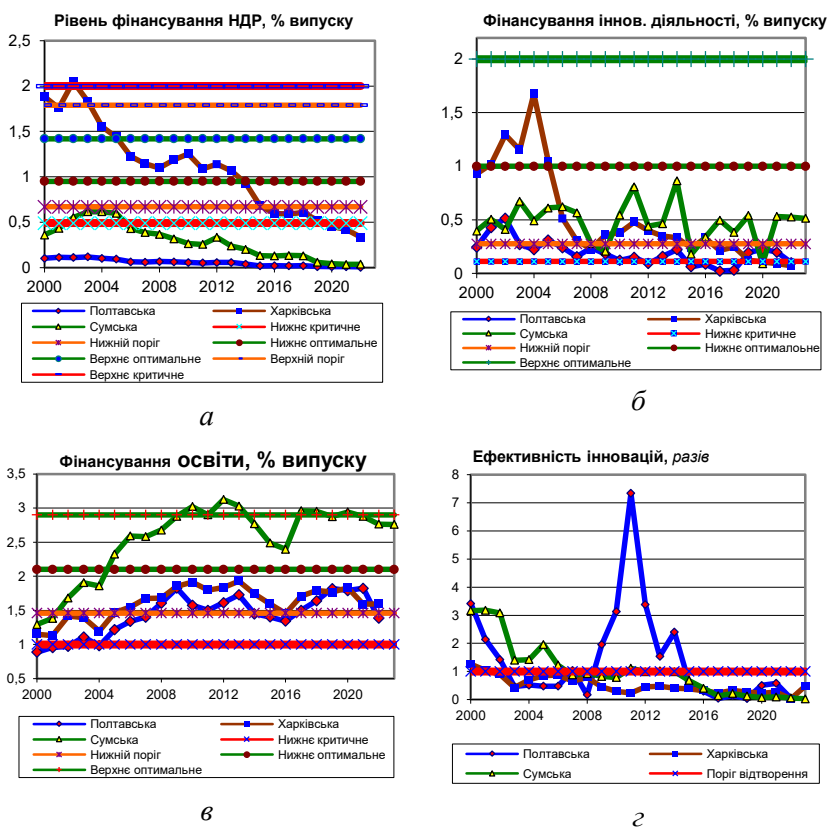 Рівень фінансування НДР, % випуску
2,5
2
1,5
1
0,5
0
2000 2004 2008 2012 2016 2020
Полтавська Харківська
Сумська Нижнє критичне
Нижній поріг Нижнє оптимальне
Верхнє оптимальне Верхній поріг
Верхнє критичне
а
Фінансування іннов. діяльності, % випуску
2
1,5
1
0,5
0
2000 2004 2008 2012 2016 2020
Полтавська Харківська
Сумська Нижнє критичне
Нижній поріг Нижнє оптимальоне
Верхнє оптимальне
б
Фінансування освіти, % випуску
3,5
3
2,5
2
1,5
1
0,5
2000 2004 2008 2012 2016 2020
Полтавська Харківська
Сумська Нижнє критичне
Нижній поріг Нижнє оптимальне
Верхнє оптимальне
в
Ефективність інновацій, разів
8
7
6
5
4
3
2
1
0
2000 2004 2008 2012 2016 2020
Полтавська Харківська
Сумська Поріг відтворення
г